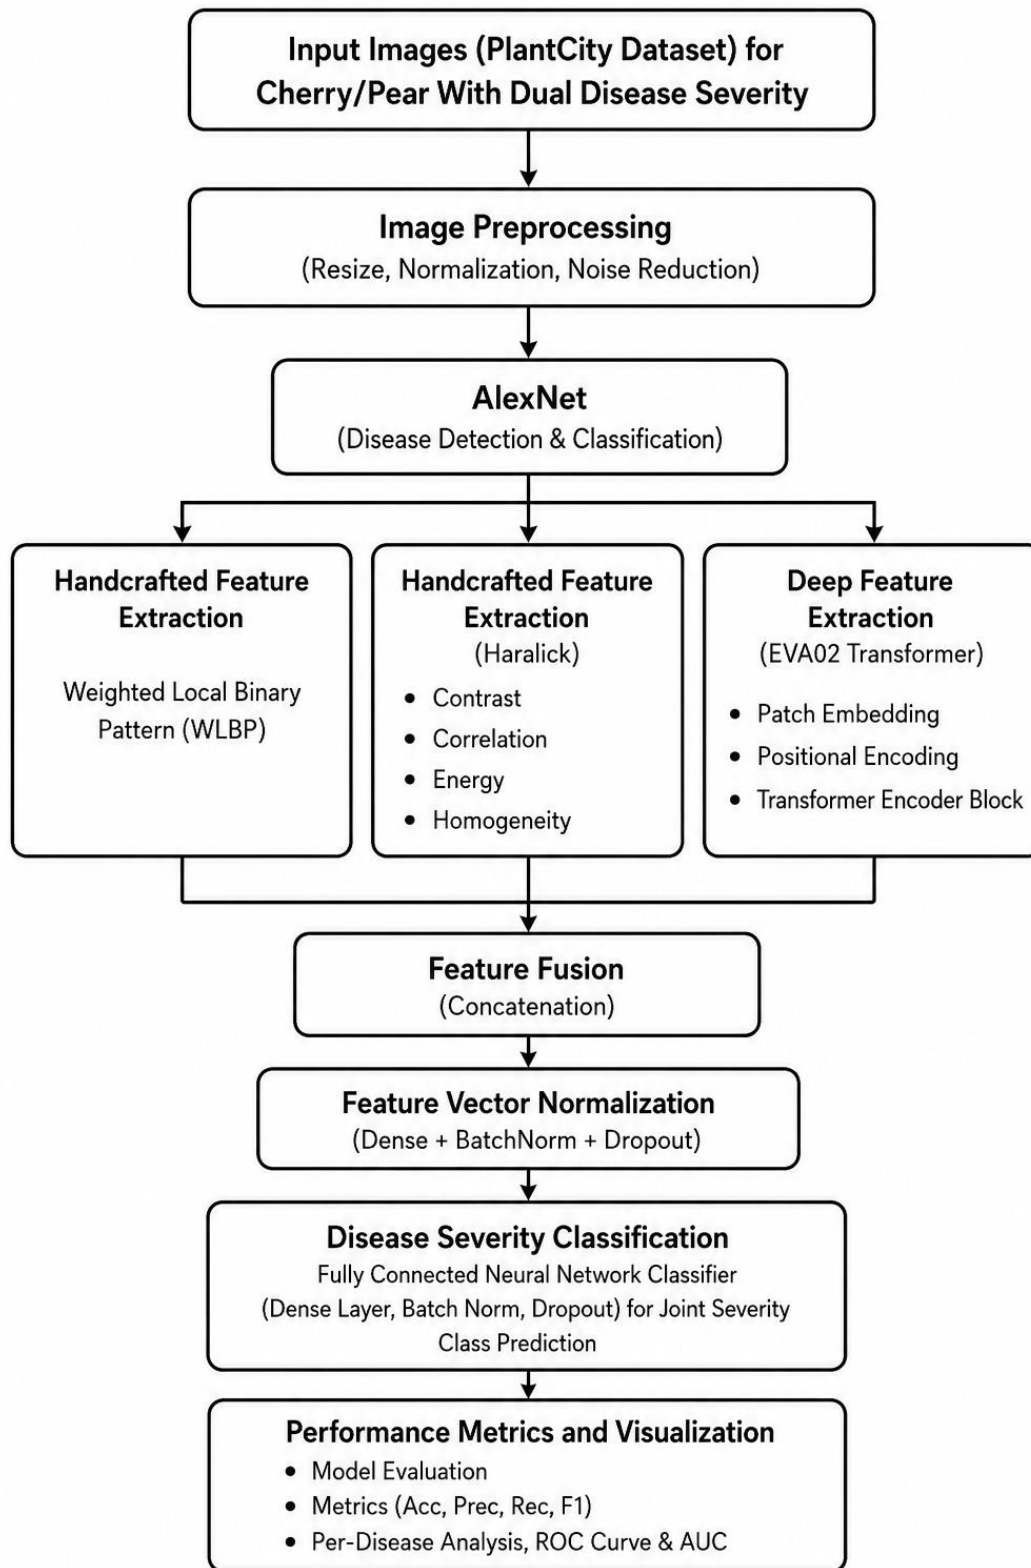 Input Images (PlantCity Dataset) for
Cherry/Pear With Dual Disease Severity
Image Preprocessing
(Resize, Normalization, Noise Reduction)
AlexNet
(Disease Detection & Classification)
Handcrafted Feature
Extraction
Weighted Local Binary
Pattern (WLBP)
Handcrafted Feature
Extraction
(Haralick)
• Contrast
• Correlation
• Energy
• Homogeneity
Deep Feature
Extraction
(EVA02 Transformer)
• Patch Embedding
• Positional Encoding
• Transformer Encoder Block
Feature Fusion
(Concatenation)
Feature Vector Normalization
(Dense + BatchNorm + Dropout)
Disease Severity Classification
Fully Connected Neural Network Classifier
(Dense Layer, Batch Norm, Dropout) for Joint Severity
Class Prediction
Performance Metrics and Visualization
• Model Evaluation
• Metrics (Acc, Prec, Rec, F1)
• Per-Disease Analysis, ROC Curve & AUC